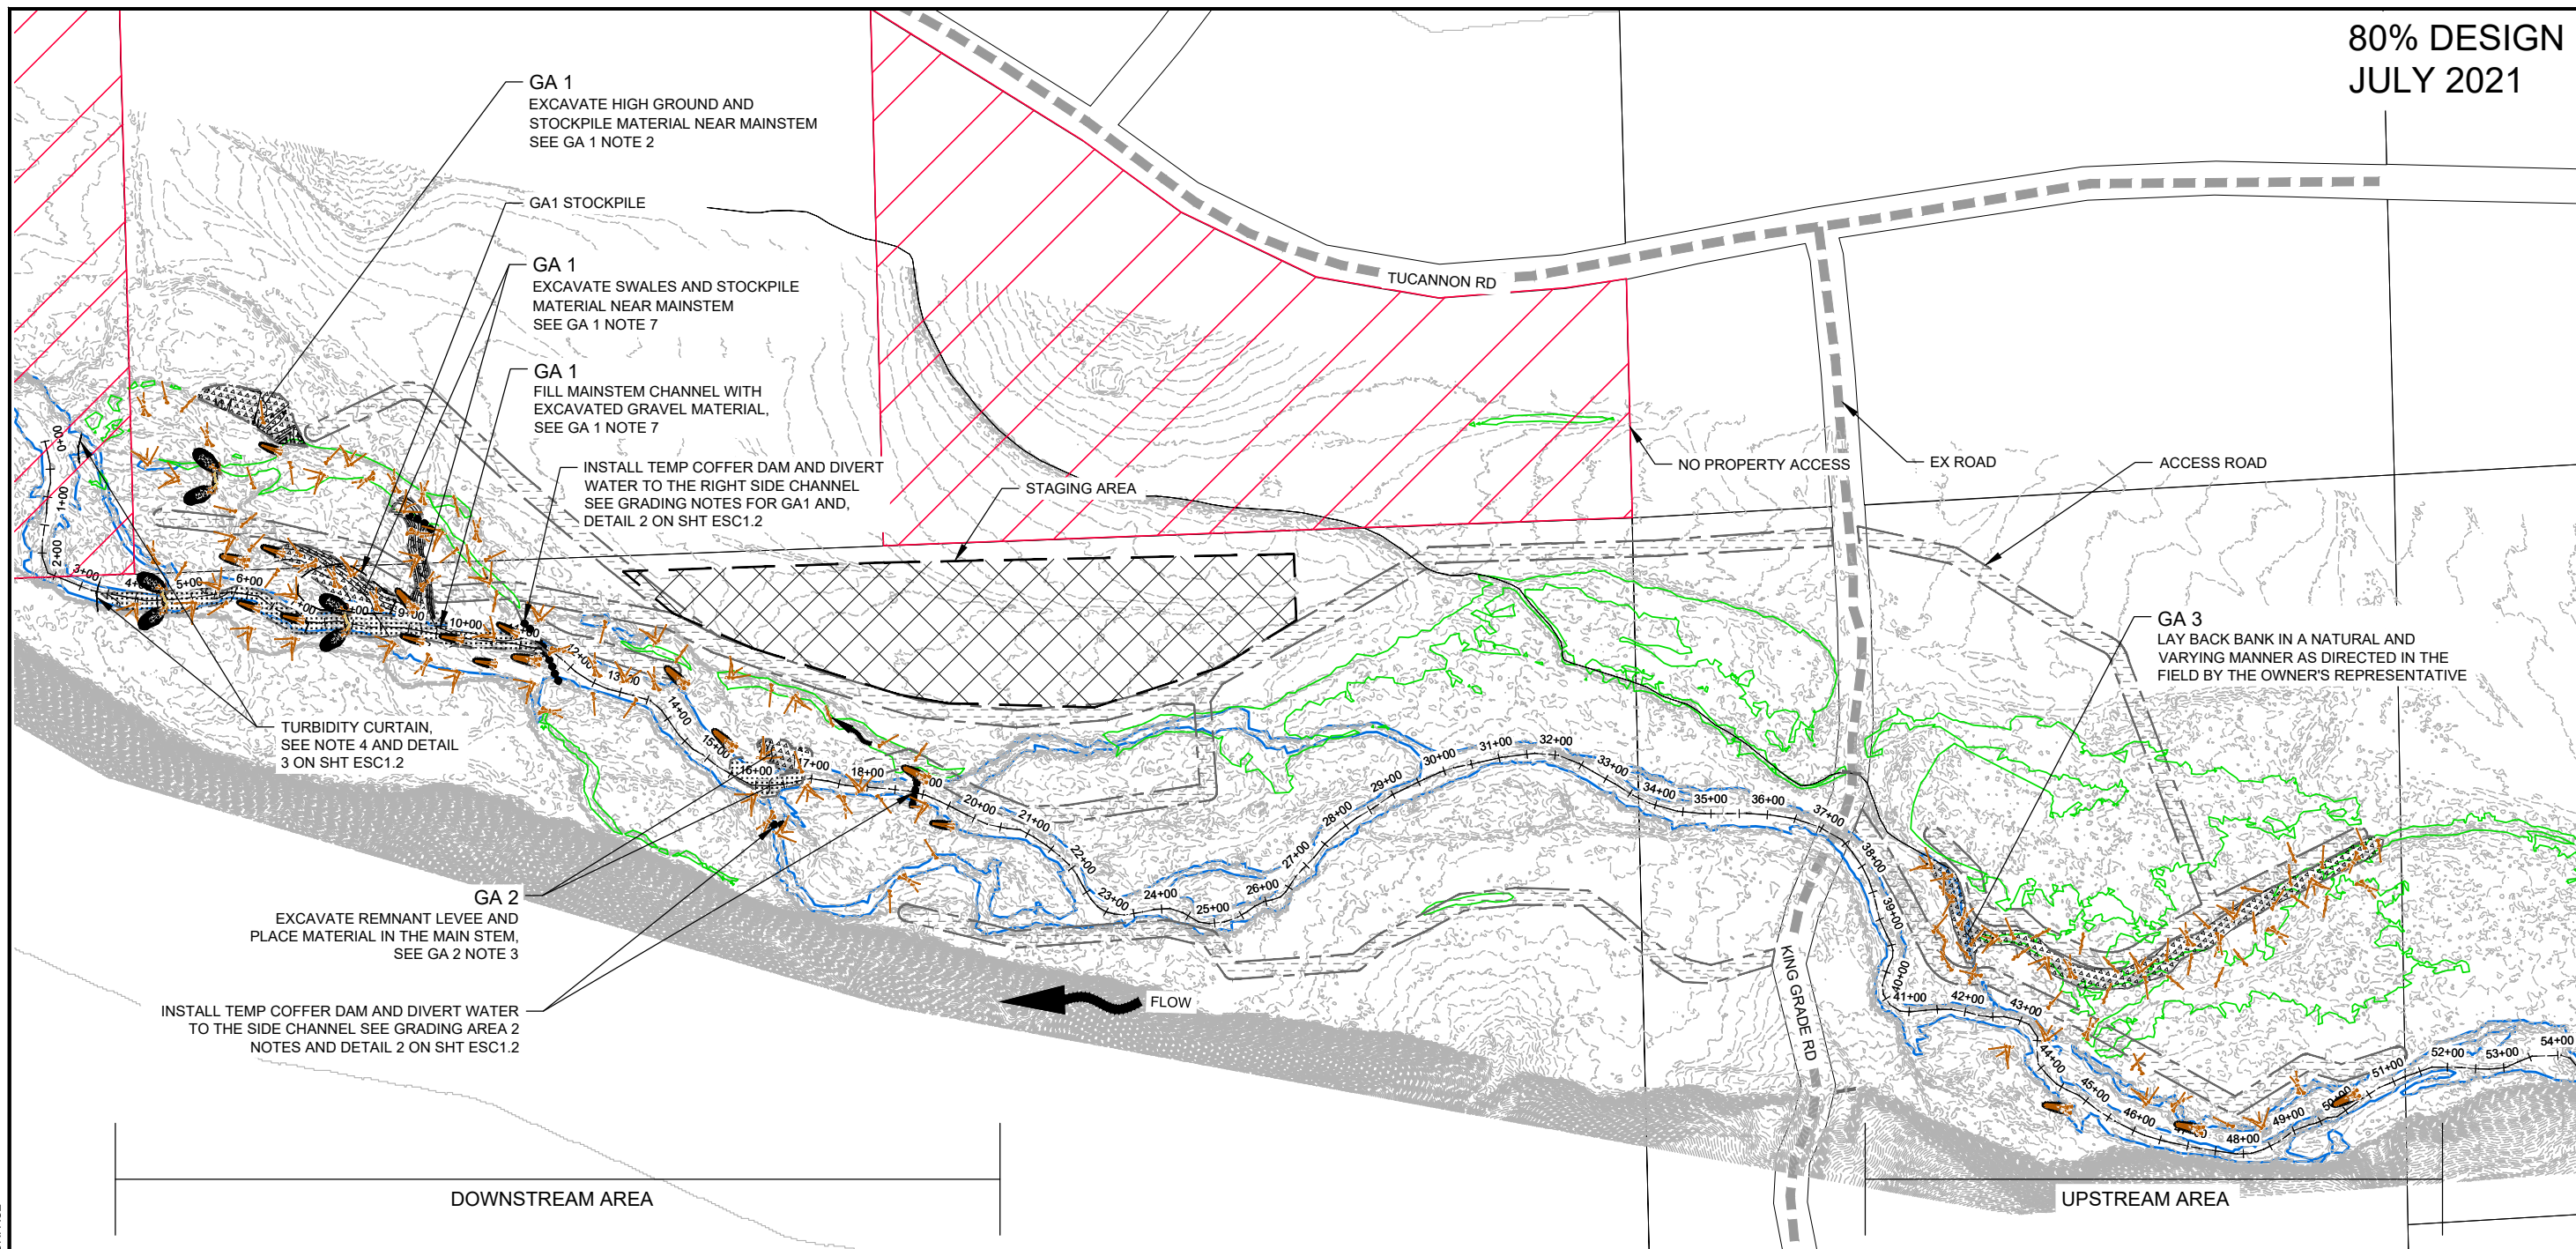 80% DESIGN
JULY 2021
GA 1
EXCAVATE HIGH GROUND AND
STOCKPILE MATERIAL NEAR MAINSTEM
SEE GA 1 NOTE 2
GA1 STOCKPILE
GA 1
EXCAVATE SWALES AND STOCKPILE
MATERIAL NEAR MAINSTEM
SEE GA 1 NOTE 7
GA 1
FILL MAINSTEM CHANNEL WITH
EXCAVATED GRAVEL MATERIAL,
SEE GA 1 NOTE 7
INSTALL TEMP COFFER DAM AND DIVERT
WATER TO THE RIGHT SIDE CHANNEL
SEE GRADING NOTES FOR GA1 AND,
DETAIL 2 ON SHT ESC1.2
STAGING AREA
TUCANNON RD
NO PROPERTY ACCESS
EX ROAD
ACCESS ROAD
GA 3
LAY BACK BANK IN A NATURAL AND
VARYING MANNER AS DIRECTED IN THE
FIELD BY THE OWNER'S REPRESENTATIVE
TURBIDITY CURTAIN,
SEE NOTE 4 AND DETAIL
3 ON SHT ESC1.2
GA 2
EXCAVATE REMNANT LEVEE AND
PLACE MATERIAL IN THE MAIN STEM,
SEE GA 2 NOTE 3
INSTALL TEMP COFFER DAM AND DIVERT WATER
TO THE SIDE CHANNEL SEE GRADING AREA 2
NOTES AND DETAIL 2 ON SHT ESC1.2
FLOW
KING GRADE RD
0+00
1+00
2+00
3+00
5+00
6+00
10+00
12+00
14+00
15+00
16+00
17+00
18+00
20+00
21+00
22+00
23+00
24+00
25+00
26+00
27+00
28+00
29+00
30+00
31+00
32+00
33+00
34+00
35+00
36+00
37+00
38+00
39+00
40+00
41+00
42+00
43+00
44+00
45+00
46+00
48+00
49+00
50+00
51+00
52+00
53+00
54+00
DOWNSTREAM AREA
UPSTREAM AREA